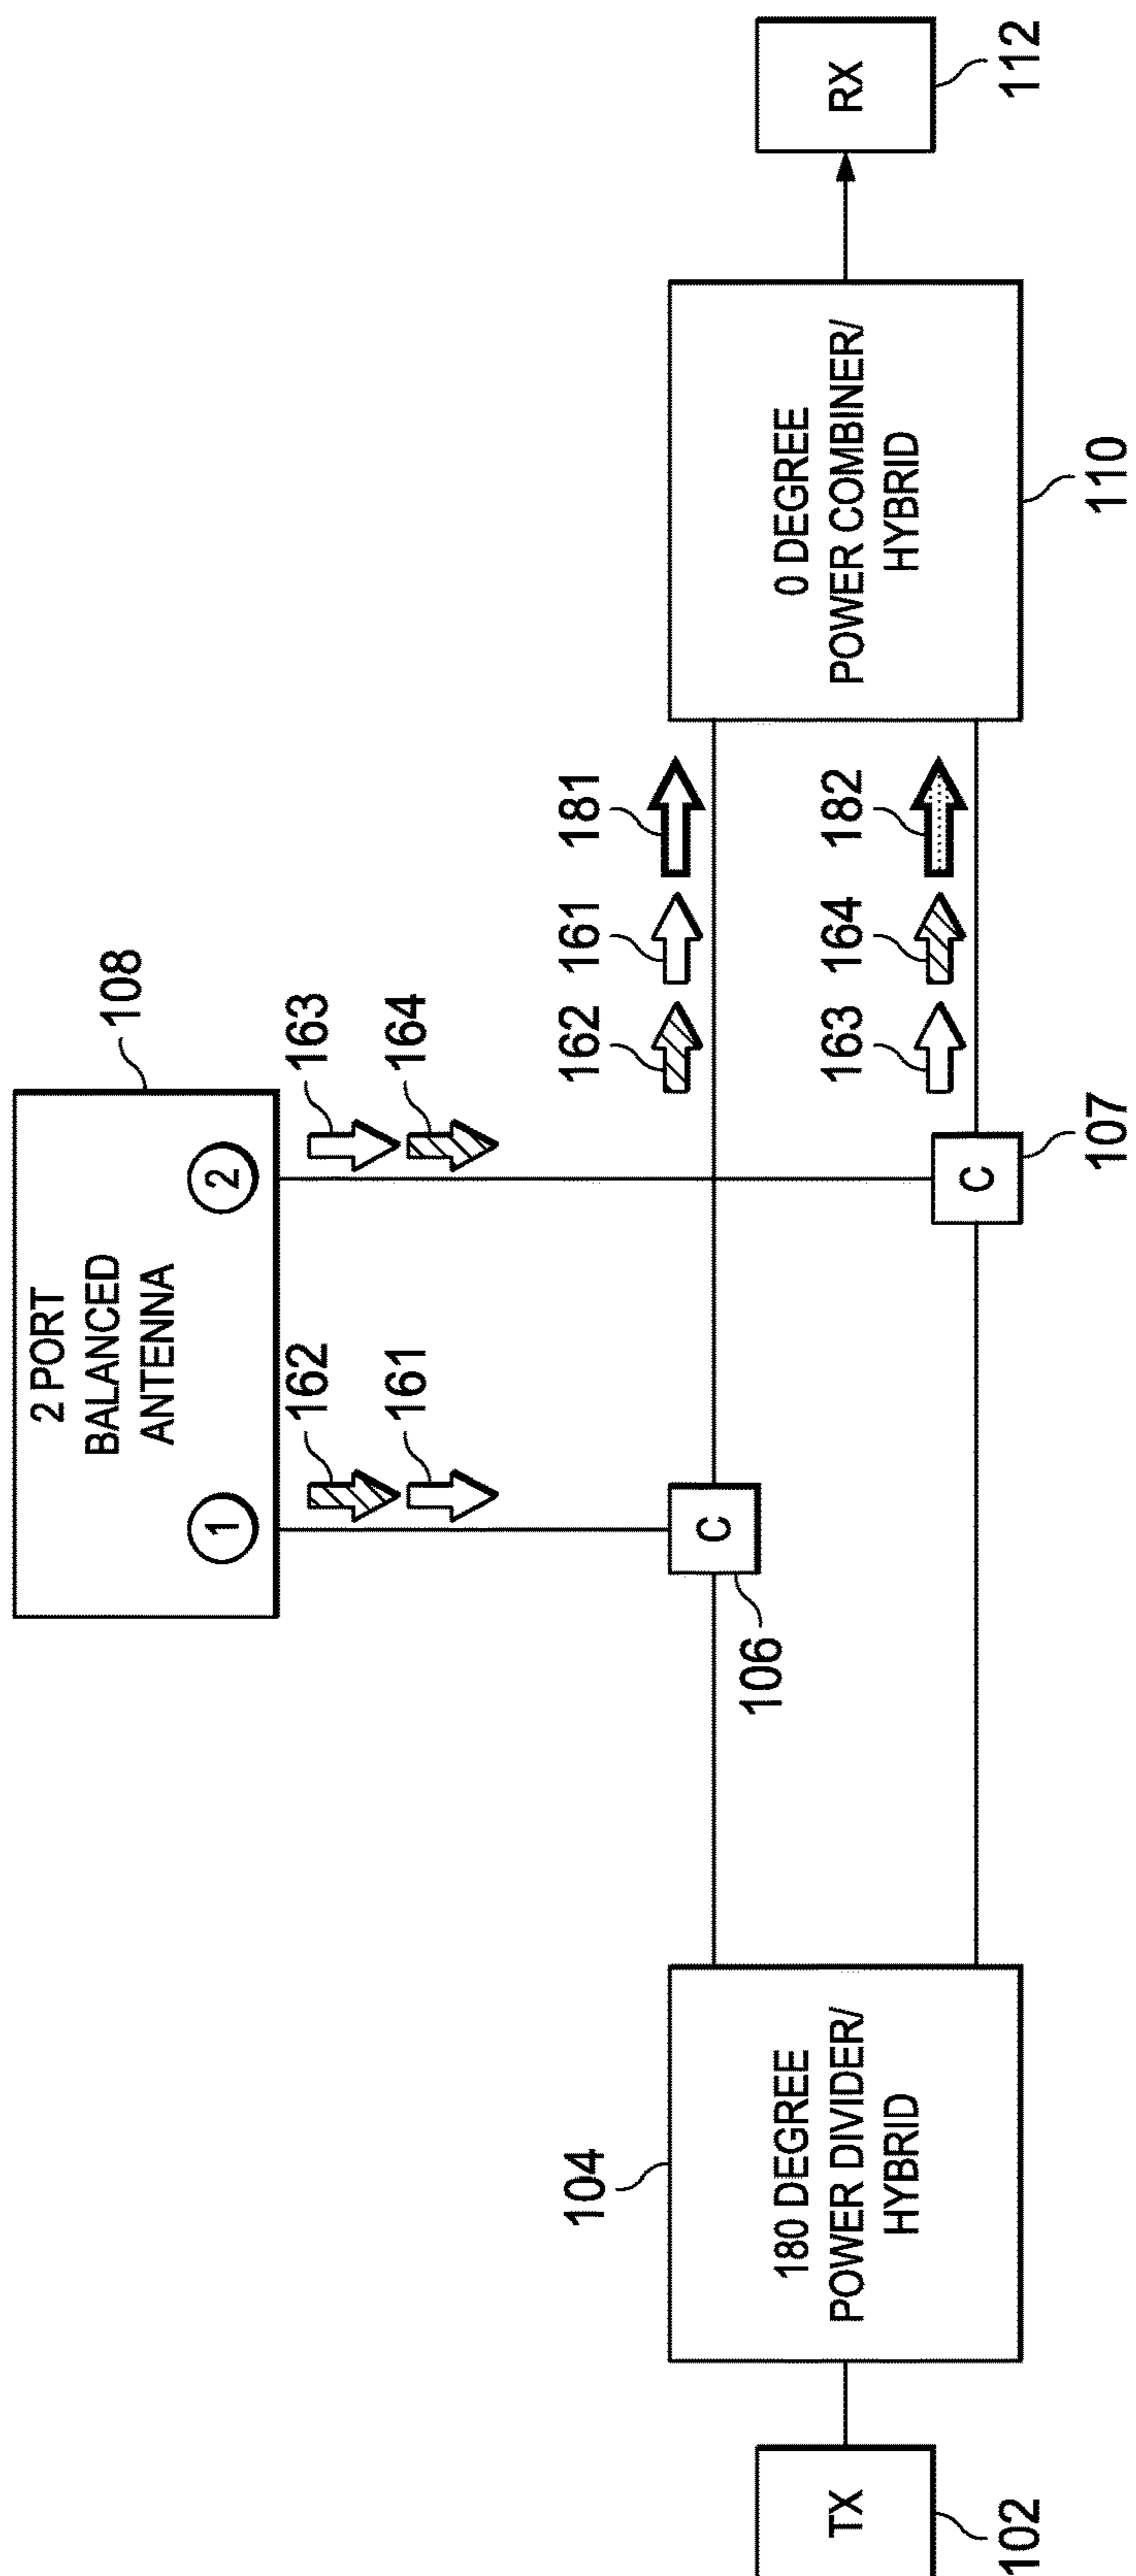 2 PORT
BALANCED
ANTENNA
1
2
108
162
161
163
164
TX
102
180 DEGREE
POWER DIVIDER/
HYBRID
104
C
106
C
107
162
161
181
163
164
182
0 DEGREE
POWER COMBINER/
HYBRID
110
RX
112